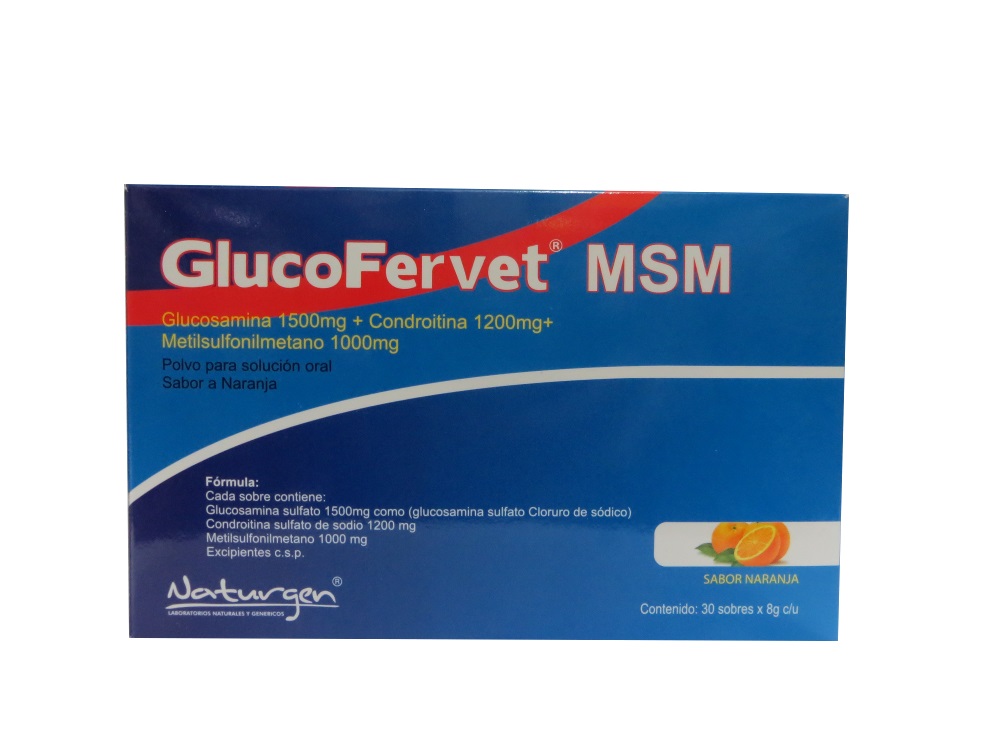 GlucoFervet® MSM
Glucosamina 1500mg + Condroitina 1200mg+
Metilsulfonilmetano 1000mg
Polvo para solución oral
Sabor a Naranja
Fórmula:
Cada sobre contiene:
Glucosamina sulfato 1500mg como (glucosamina sulfato Cloruro de sódico)
Condroitina sulfato de sodio 1200 mg
Metilsulfonilmetano 1000 mg
Excipientes c.s.p.
SABOR NARANJA
Naturgen®
LABORATORIOS NATURALES Y GENERICOS
Contenido: 30 sobres x 8g c/u